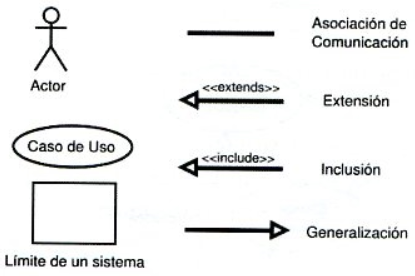 Actor
Caso de Uso
Límite de un sistema
Asociación de
Comunicación
<<extends>>
Extensión
<<include>>
Inclusión
Generalización